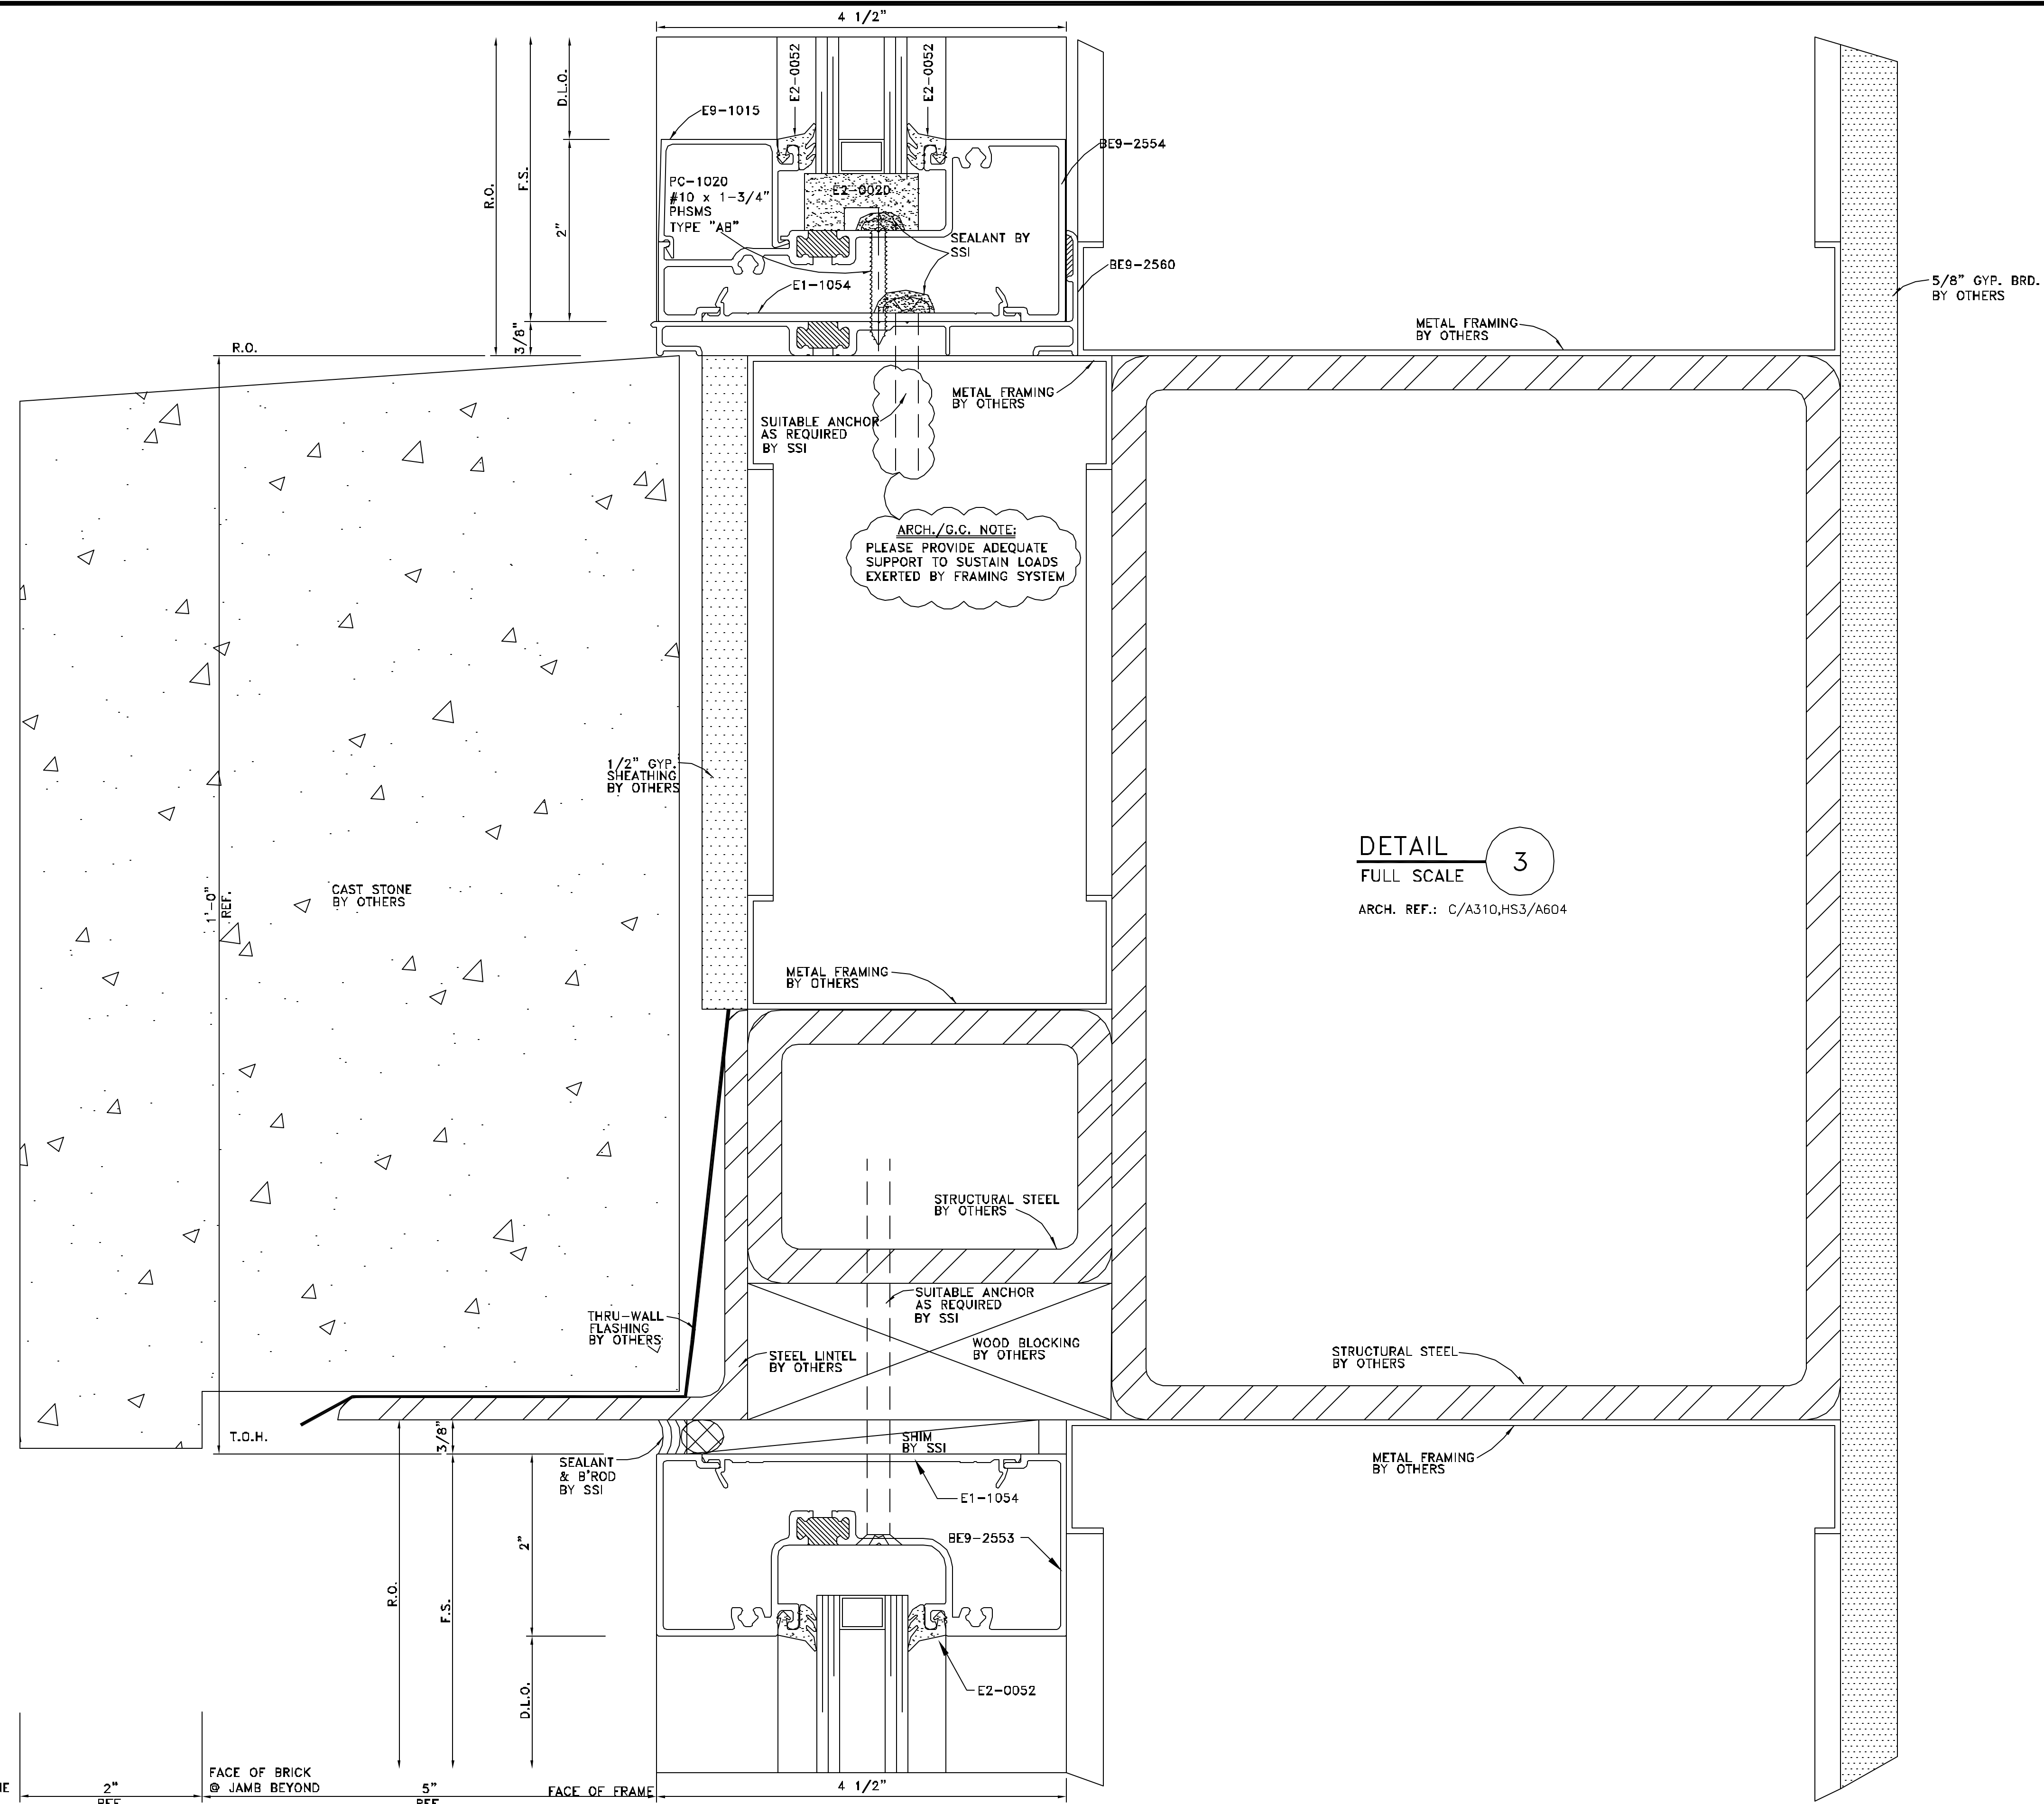 4 1/2"
R.O.
F.S.
D.L.O.
E2-0052
E2-0052
E9-1015
BE9-2554
PC-1020
#10 x 1-3/4"
PHSMS
TYPE "AB"
E2-0020
2"
SEALANT BY
SSI
BE9-2560
E1-1054
5/8" GYP. BRD.
BY OTHERS
METAL FRAMING
BY OTHERS
3/8"
R.O.
METAL FRAMING
BY OTHERS
SUITABLE ANCHOR
AS REQUIRED
BY SSI
ARCH./G.C. NOTE:
PLEASE PROVIDE ADEQUATE
SUPPORT TO SUSTAIN LOADS
EXERTED BY FRAMING SYSTEM
1/2" GYP.
SHEATHING
BY OTHERS
DETAIL
3
FULL SCALE
ARCH. REF.: C/A310,HS3/A604
CAST STONE
BY OTHERS
1'-0"
REF.
METAL FRAMING
BY OTHERS
STRUCTURAL STEEL
BY OTHERS
SUITABLE ANCHOR
AS REQUIRED
BY SSI
THRU-WALL
FLASHING
BY OTHERS
STEEL LINTEL
BY OTHERS
WOOD BLOCKING
BY OTHERS
STRUCTURAL STEEL
BY OTHERS
T.O.H.
3/8"
SHIM
BY SSI
SEALANT
& B'ROD
BY SSI
METAL FRAMING
BY OTHERS
E1-1054
BE9-2553
2"
R.O.
F.S.
D.L.O.
E2-0052
2"
REF.
FACE OF BRICK
@ JAMB BEYOND
5"
REF.
FACE OF FRAME
4 1/2"